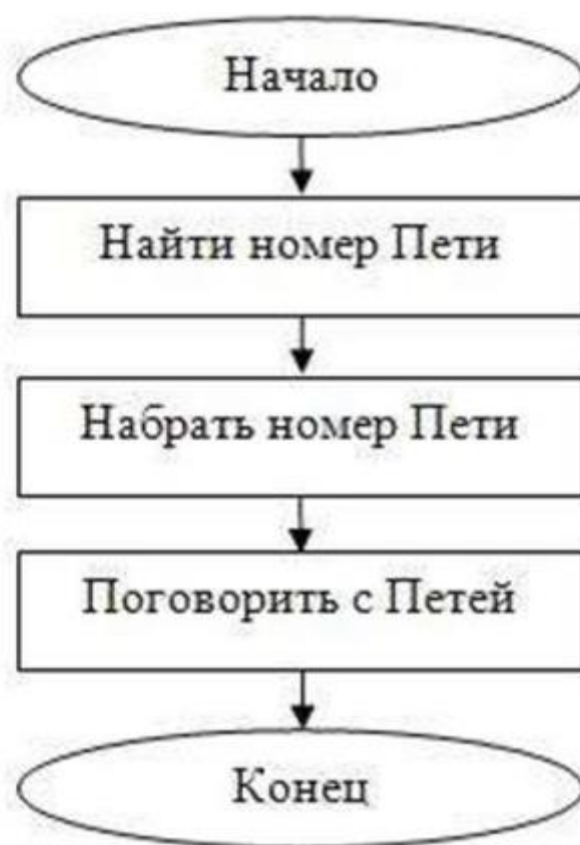 Начало
Найти номер Пети
Набрать номер Пети
Поговорить с Петей
Конец